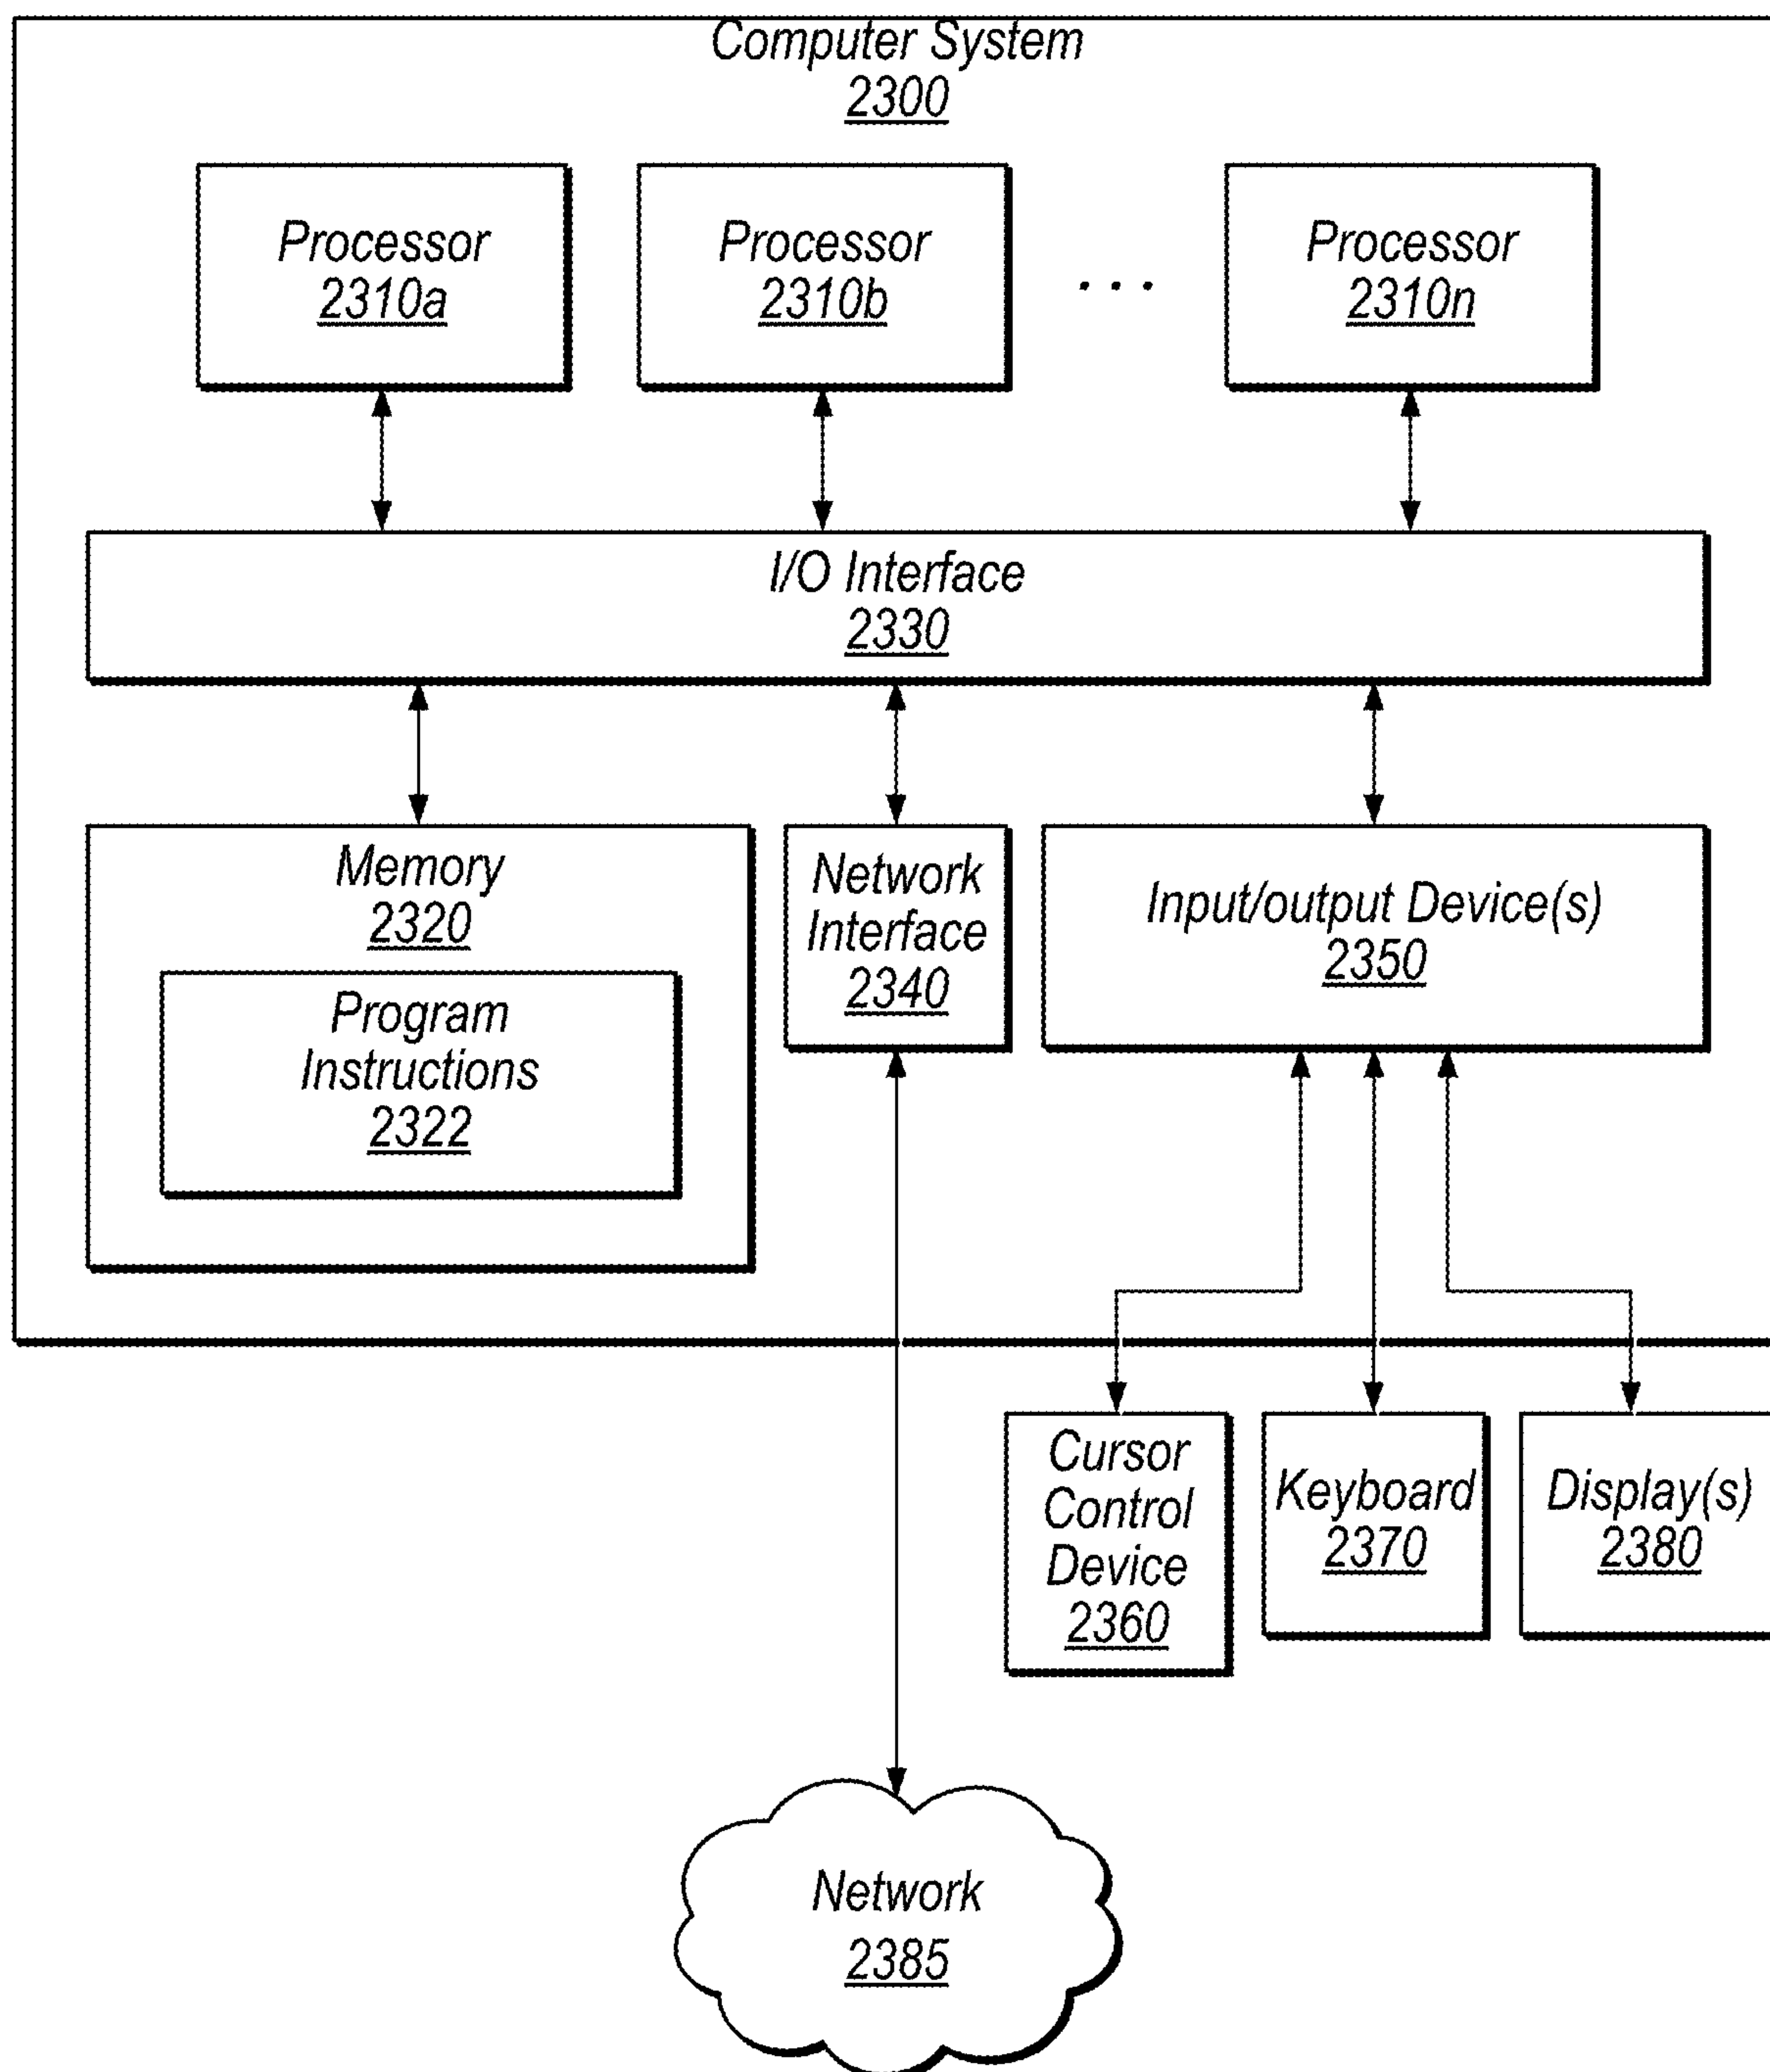 Computer System
2300
Processor
2310a
Processor
2310b
. . .
Processor
2310n
I/O Interface
2330
Memory
2320
Program
Instructions
2322
Network
Interface
2340
Input/output Device(s)
2350
Cursor
Control
Device
2360
Keyboard
2370
Display(s)
2380
Network
2385